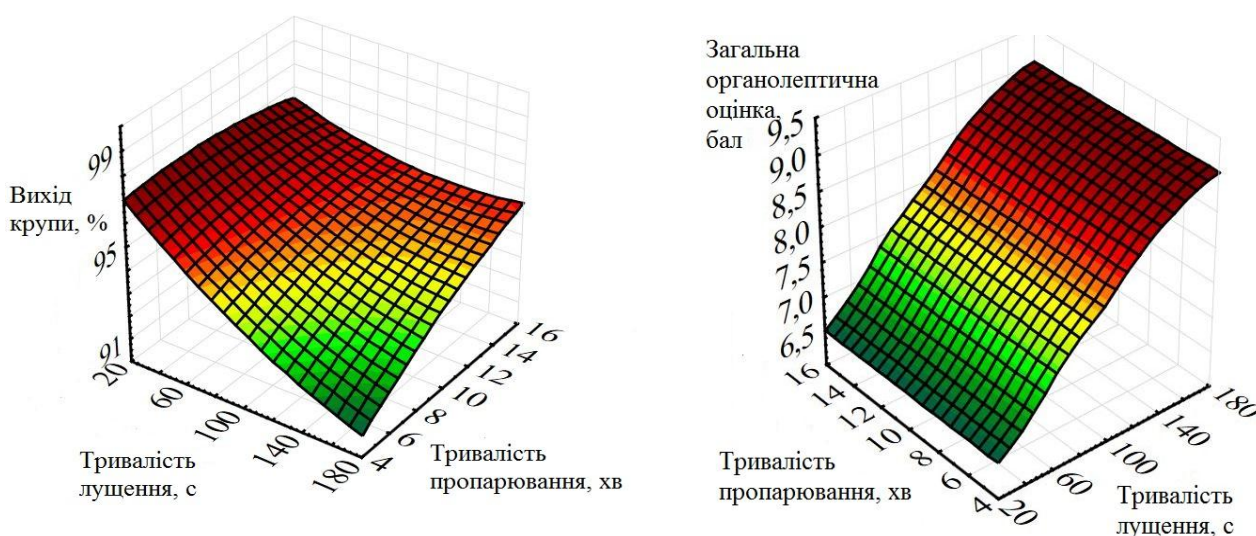 99
Вихід
крупи, %
95
91
20
60
100
140
180
Тривалість
лущення, с
4
6
8
10
12
14
16
Тривалість
пропарювання, хв
Загальна
органолептична
оцінка,
бал
9,5
9,0
8,5
8,0
7,5
7,0
6,5
16
14
12
10
8
6
4
Тривалість
пропарювання, хв
20
60
100
140
180
Тривалість
лущення, с